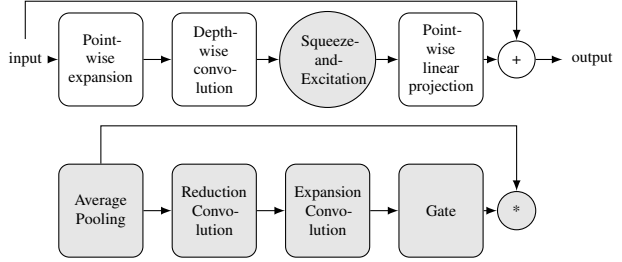 input
Point-
wise
expansion
Depth-
wise
convo-
lution
Squeeze-
and-
Excitation
Point-
wise
linear
projection
+
output
Average
Pooling
Reduction
Convo-
lution
Expansion
Convo-
lution
Gate
*